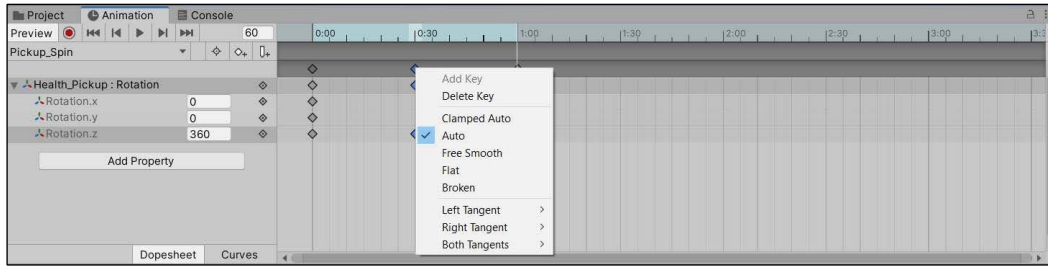 Project Animation Console
Preview 60 0:00 0:30 1:00 1:30 2:00 2:30 3:00
Pickup_Spin
Health_Pickup : Rotation
Rotation.x 0
Rotation.y 0
Rotation.z 360
Add Property
Dopesheet Curves
Add Key
Delete Key
Clamped Auto
Auto
Free Smooth
Flat
Broken
Left Tangent
Right Tangent
Both Tangents